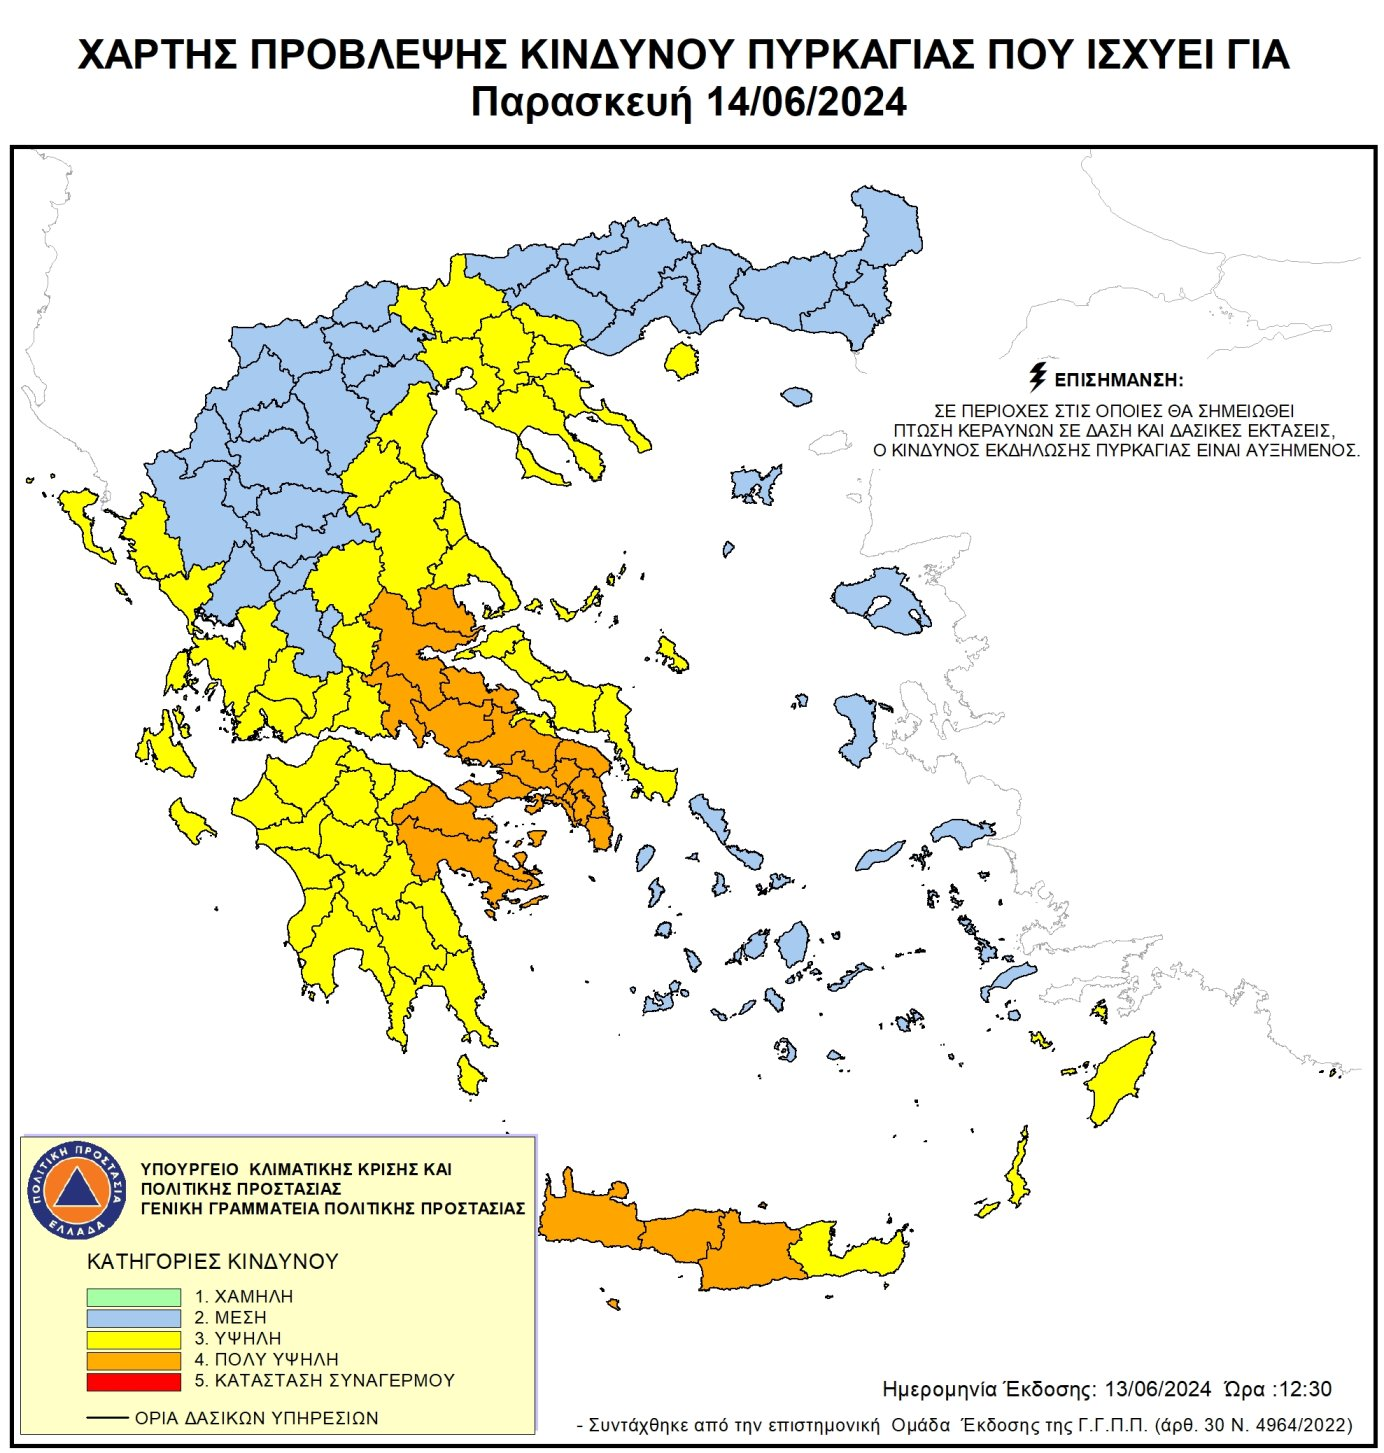 ΧΑΡΤΗΣ ΠΡΟΒΛΕΨΗΣ ΚΙΝΔΥΝΟΥ ΠΥΡΚΑΓΙΑΣ ΠΟΥ ΙΣΧΥΕΙ ΓΙΑ
Παρασκευή 14/06/2024
ΕΠΙΣΗΜΑΝΣΗ:
ΣΕ ΠΕΡΙΟΧΕΣ ΣΤΙΣ ΟΠΟΙΕΣ ΘΑ ΣΗΜΕΙΩΘΕΙ
ΠΤΩΣΗ ΚΕΡΑΥΝΩΝ ΣΕ ΔΑΣΗ ΚΑΙ ΔΑΣΙΚΕΣ ΕΚΤΑΣΕΙΣ,
Ο ΚΙΝΔΥΝΟΣ ΕΚΔΗΛΩΣΗΣ ΠΥΡΚΑΓΙΑΣ ΕΙΝΑΙ ΑΥΞΗΜΕΝΟΣ.
ΠΟΛΙΤΙΚΗ ΠΡΟΣΤΑΣΙΑ
ΕΛΛΑΔΑ
ΥΠΟΥΡΓΕΙΟ ΚΛΙΜΑΤΙΚΗΣ ΚΡΙΣΗΣ ΚΑΙ
ΠΟΛΙΤΙΚΗΣ ΠΡΟΣΤΑΣΙΑΣ
ΓΕΝΙΚΗ ΓΡΑΜΜΑΤΕΙΑ ΠΟΛΙΤΙΚΗΣ ΠΡΟΣΤΑΣΙΑΣ
ΚΑΤΗΓΟΡΙΕΣ ΚΙΝΔΥΝΟΥ
1. ΧΑΜΗΛΗ
2. ΜΕΣΗ
3. ΥΨΗΛΗ
4. ΠΟΛΥ ΥΨΗΛΗ
5. ΚΑΤΑΣΤΑΣΗ ΣΥΝΑΓΕΡΜΟΥ
ΟΡΙΑ ΔΑΣΙΚΩΝ ΥΠΗΡΕΣΙΩΝ
Ημερομηνία Έκδοσης: 13/06/2024 Ώρα :12:30
- Συντάχθηκε από την επιστημονική Ομάδα Έκδοσης της Γ.Γ.Π.Π. (άρθ. 30 Ν. 4964/2022)